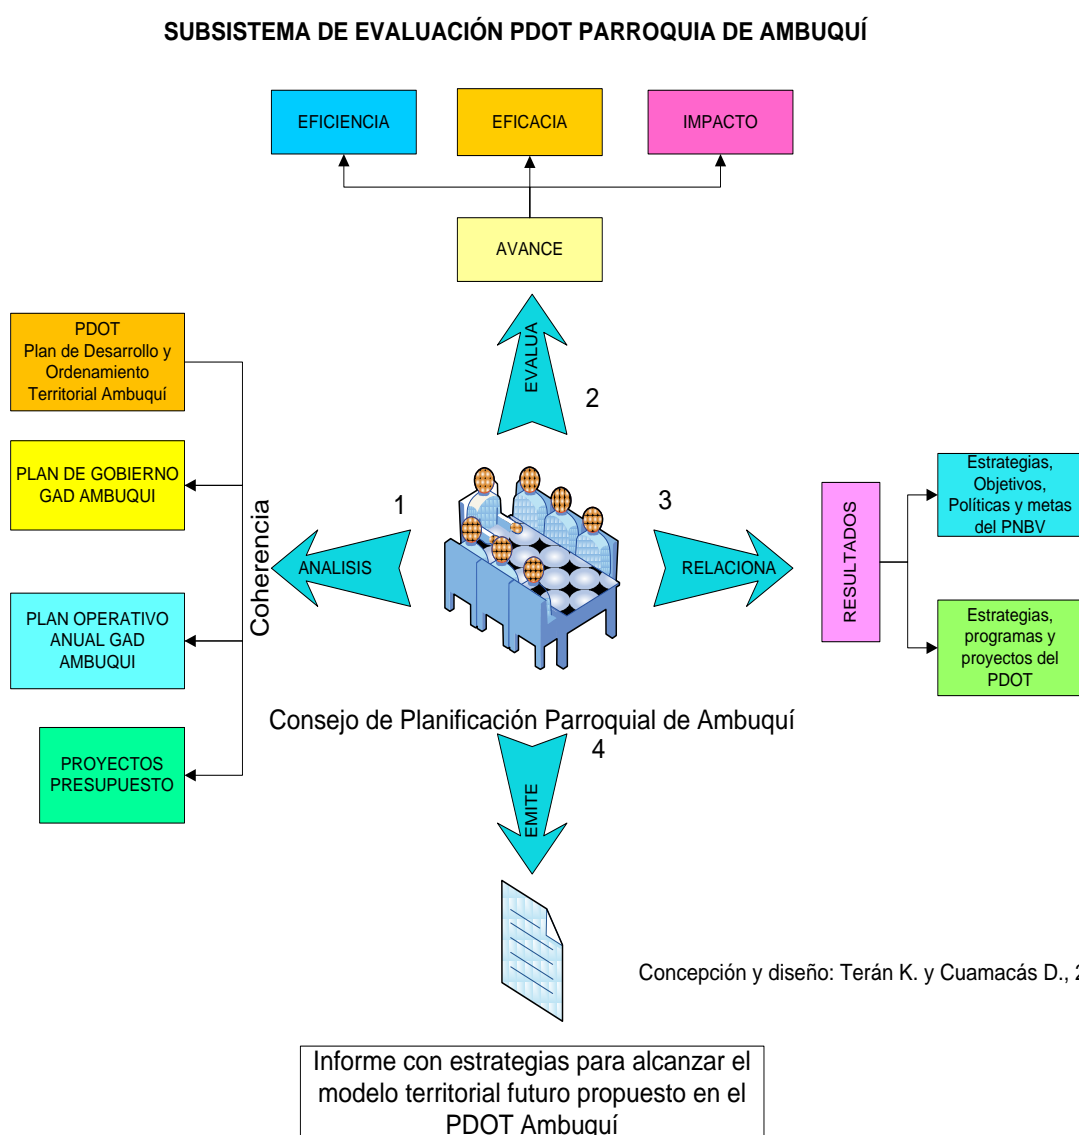 SUBSISTEMA DE EVALUACIÓN PDOT PARROQUIA DE AMBUQUÍ
EFICIENCIA
EFICACIA
IMPACTO
AVANCE
EVALUA
2
PDOT
Plan de Desarrollo y
Ordenamiento
Territorial Ambuquí
PLAN DE GOBIERNO
GAD AMBUQUI
PLAN OPERATIVO
ANUAL GAD
AMBUQUI
PROYECTOS
PRESUPUESTO
Coherencia
1
ANALISIS
3
RELACIONA
RESULTADOS
Estrategias,
Objetivos,
Políticas y metas
del PNBV
Estrategias,
programas y
proyectos del
PDOT
Consejo de Planificación Parroquial de Ambuquí
4
EMITE
Concepción y diseño: Terán K. y Cuamacás D.,
Informe con estrategias para alcanzar el
modelo territorial futuro propuesto en el
PDOT Ambuquí